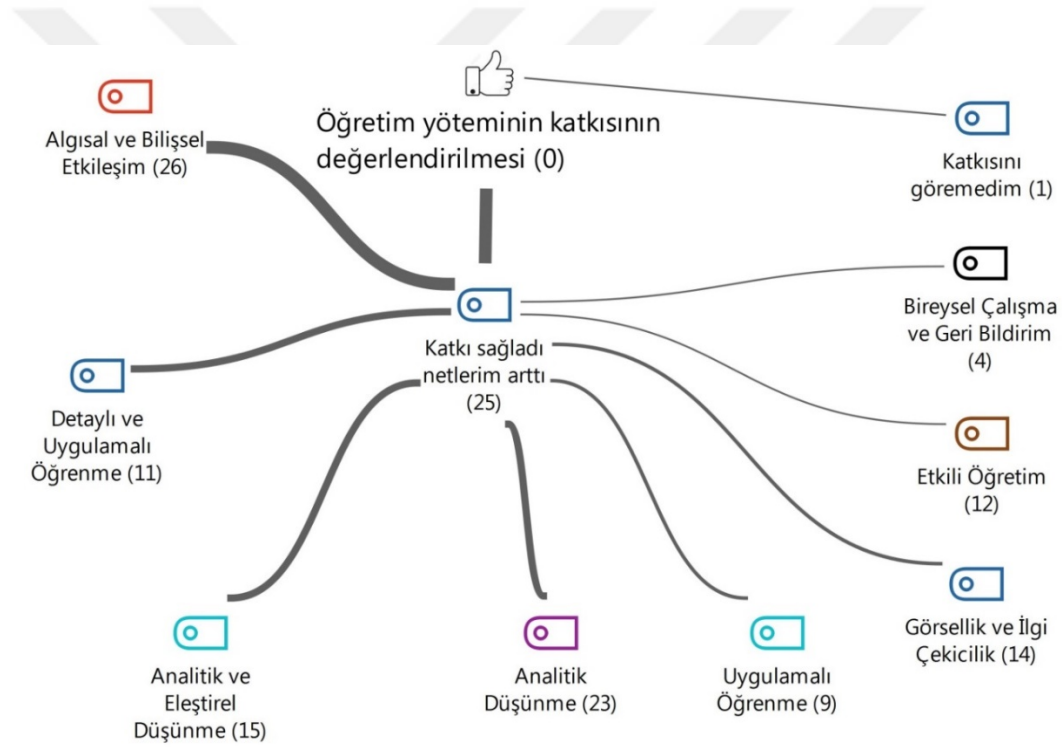 Öğretim yöteminin katkısının
değerlendirilmesi (0)
Algısal ve Bilişsel
Etkileşim (26)
Katkısını
göremedim (1)
Bireysel Çalışma
ve Geri Bildirim
(4)
Katkı sağladı
netlerim arttı
(25)
Detaylı ve
Uygulamalı
Öğrenme (11)
Etkili Öğretim
(12)
Görsellik ve İlgi
Çekicilik (14)
Analitik ve
Eleştirel
Düşünme (15)
Analitik
Düşünme (23)
Uygulamalı
Öğrenme (9)